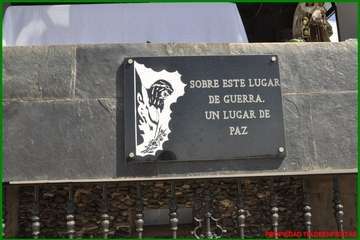 SOBRE ESTE LUGAR
DE GUERRA,
UN LUGAR DE
PAZ